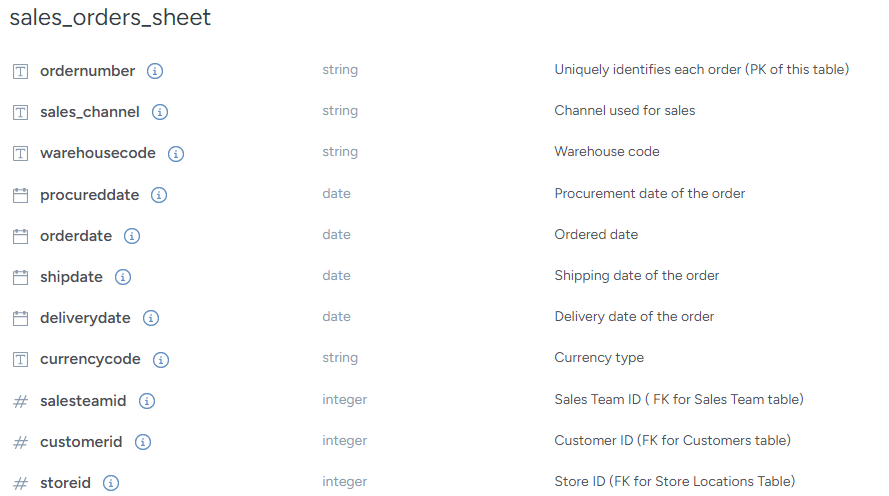 sales_orders_sheet
ordernumber string Uniquely identifies each order (PK of this table)
sales_channel string Channel used for sales
warehousecode string Warehouse code
procureddate date Procurement date of the order
orderdate date Ordered date
shipdate date Shipping date of the order
deliverydate date Delivery date of the order
currencycode string Currency type
salesteamid integer Sales Team ID ( FK for Sales Team table)
customerid integer Customer ID (FK for Customers table)
storeid integer Store ID (FK for Store Locations Table)